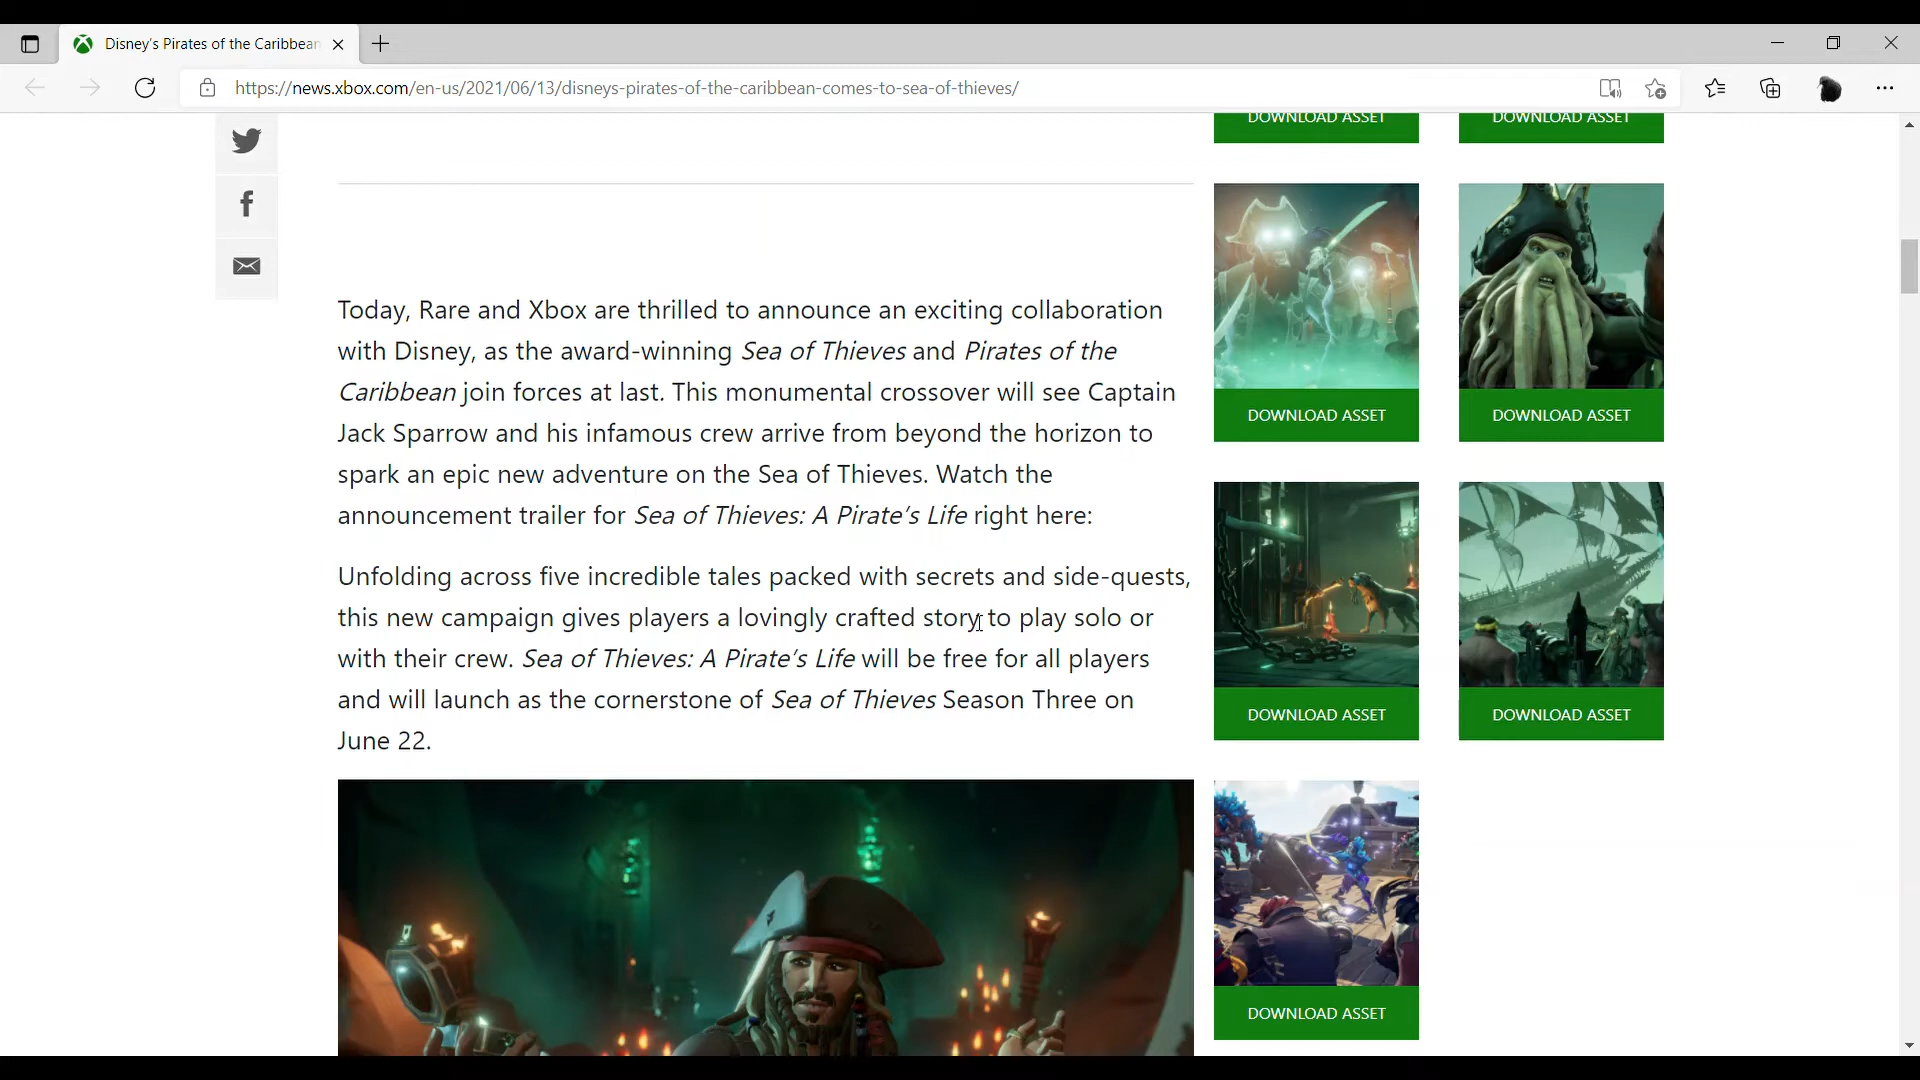 Disney's Pirates of the Caribbean
https://news.xbox.com/en-us/2021/06/13/disneys-pirates-of-the-caribbean-comes-to-sea-of-thieves/
DOWNLOAD ASSET
DOWNLOAD ASSET
Today, Rare and Xbox are thrilled to announce an exciting collaboration
with Disney, as the award-winning Sea of Thieves and Pirates of the
Caribbean join forces at last. This monumental crossover will see Captain
Jack Sparrow and his infamous crew arrive from beyond the horizon to
spark an epic new adventure on the Sea of Thieves. Watch the
announcement trailer for Sea of Thieves: A Pirate's Life right here:
Unfolding across five incredible tales packed with secrets and side-quests,
this new campaign gives players a lovingly crafted story to play solo or
with their crew. Sea of Thieves: A Pirate's Life will be free for all players
and will launch as the cornerstone of Sea of Thieves Season Three on
June 22.
DOWNLOAD ASSET
DOWNLOAD ASSET
DOWNLOAD ASSET
DOWNLOAD ASSET
DOWNLOAD ASSET